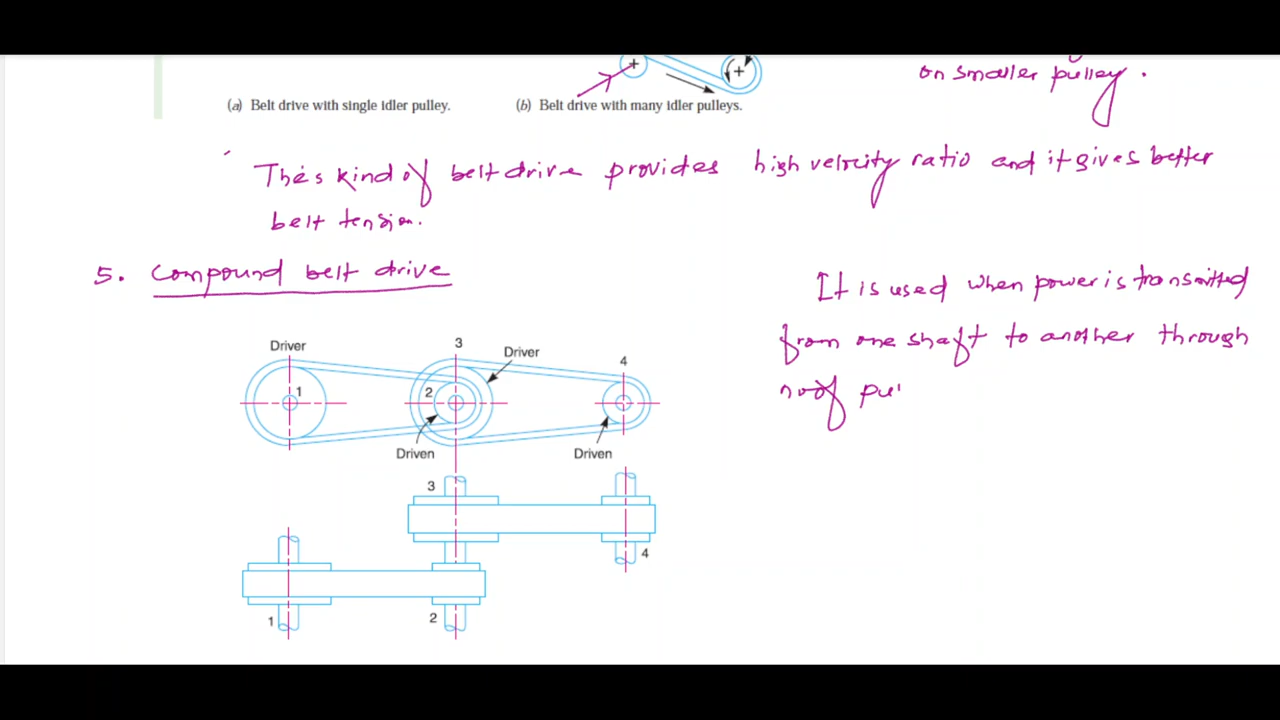 on smaller pulley.
(a) Belt drive with single idler pulley.
(b) Belt drive with many idler pulleys.
This kind of belt drive provides high velocity ratio and it gives better
belt tension.
5. Compound belt drive
It is used when power is transmitted
from one shaft to another through
no of pu
Driver
3
Driver
4
1
2
Driven
Driven
3
4
1
2